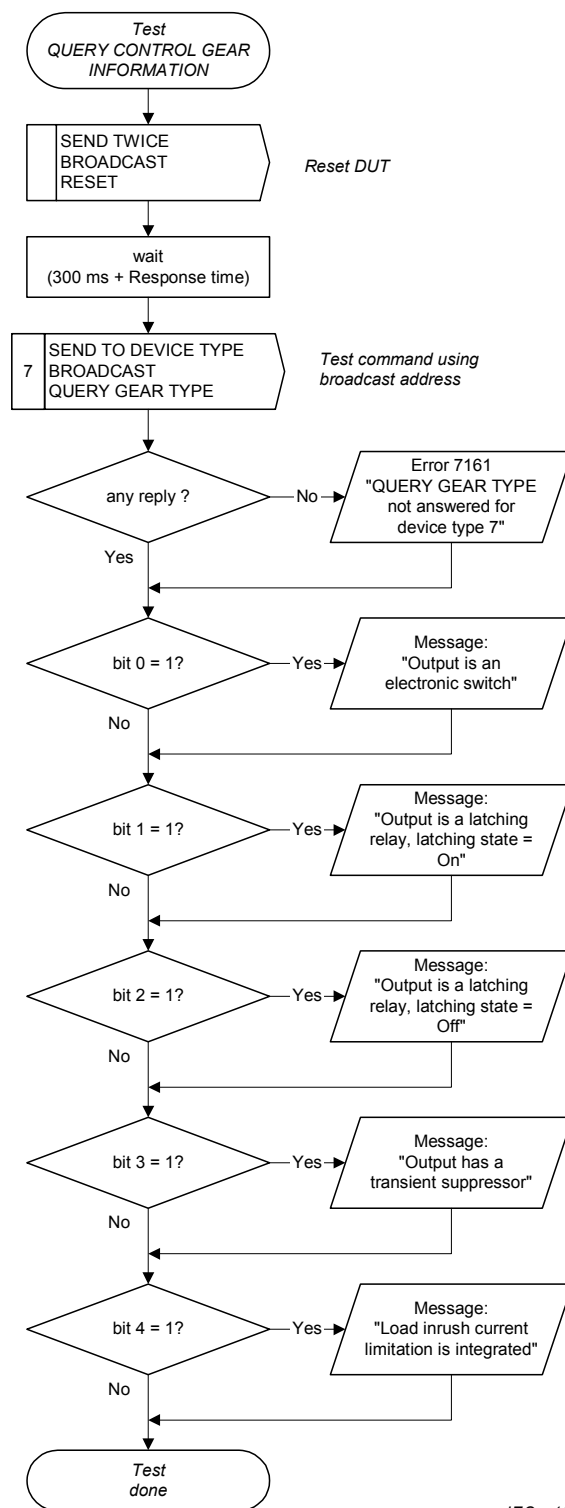 Test
QUERY CONTROL GEAR
INFORMATION
SEND TWICE
BROADCAST
RESET
Reset DUT
wait
(300 ms + Response time)
7
SEND TO DEVICE TYPE
BROADCAST
QUERY GEAR TYPE
Test command using
broadcast address
any reply ?
No
Error 7161
"QUERY GEAR TYPE
not answered for
device type 7"
Yes
bit 0 = 1?
Yes
Message:
"Output is an
electronic switch"
No
bit 1 = 1?
Yes
Message:
"Output is a latching
relay, latching state =
On"
No
bit 2 = 1?
Yes
Message:
"Output is a latching
relay, latching state =
Off"
No
bit 3 = 1?
Yes
Message:
"Output has a
transient suppressor"
No
bit 4 = 1?
Yes
Message:
"Load inrush current
limitation is integrated"
No
Test
done